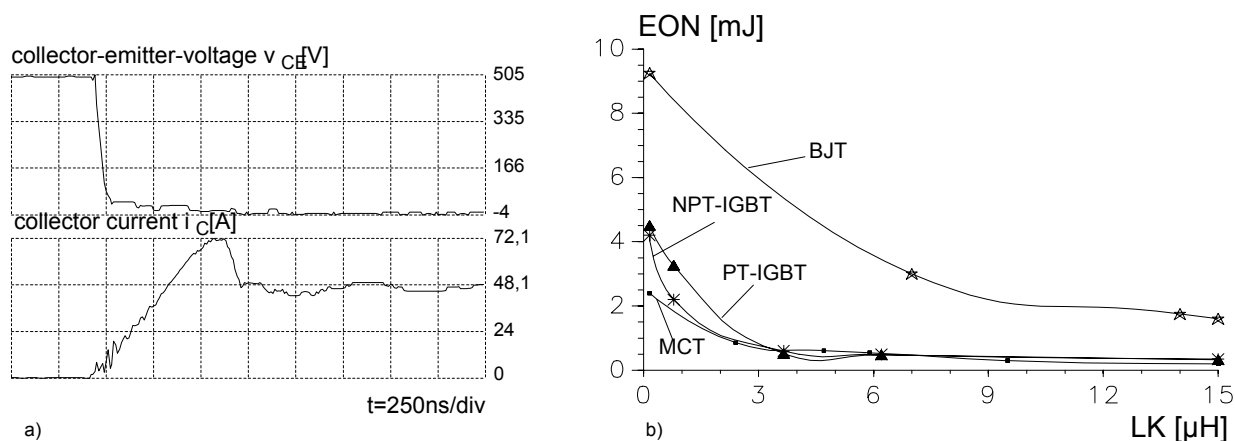 collector-emitter-voltage v CE[V]
505
335
166
-4
collector current i C[A]
72,1
48,1
24
0
t=250ns/div
a)
EON [mJ]
10
8
6
4
2
0
BJT
NPT-IGBT
PT-IGBT
MCT
0 3 6 9 12 15
LK [µH]
b)